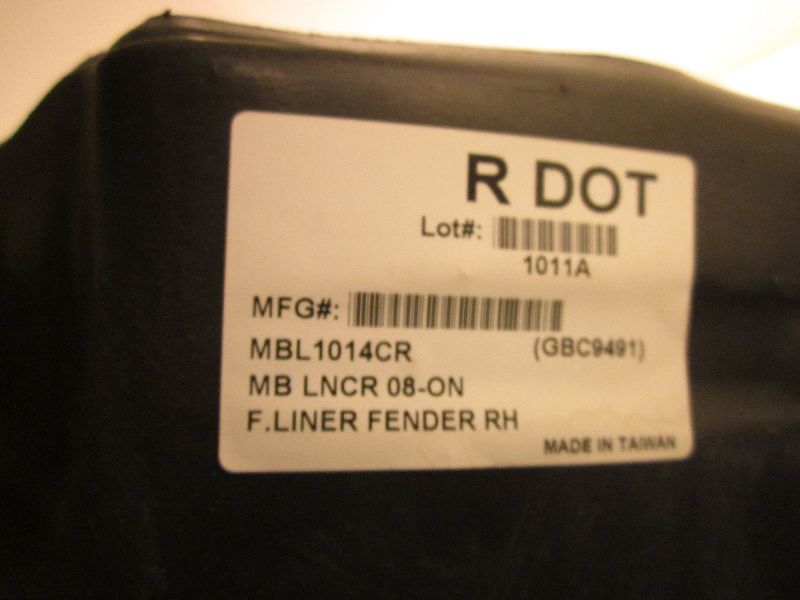 R DOT
Lot#:
1011A
MFG#:
MBL1014CR (GBC9491)
MB LNCR 08-ON
F.LINER FENDER RH
MADE IN TAIWAN